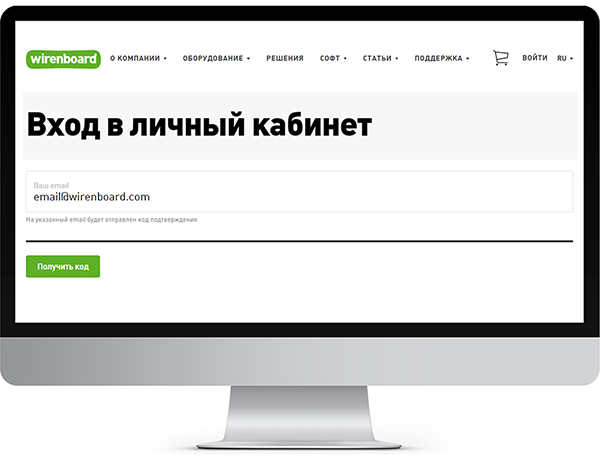 wirenboard О КОМПАНИИ ОБОРУДОВАНИЕ РЕШЕНИЯ СОФТ СТАТЬИ ПОДДЕРЖКА ВОЙТИ RU
Вход в личный кабинет
Ваш email
email@wirenboard.com
На указанный email будет отправлен код подтверждения
Получить код